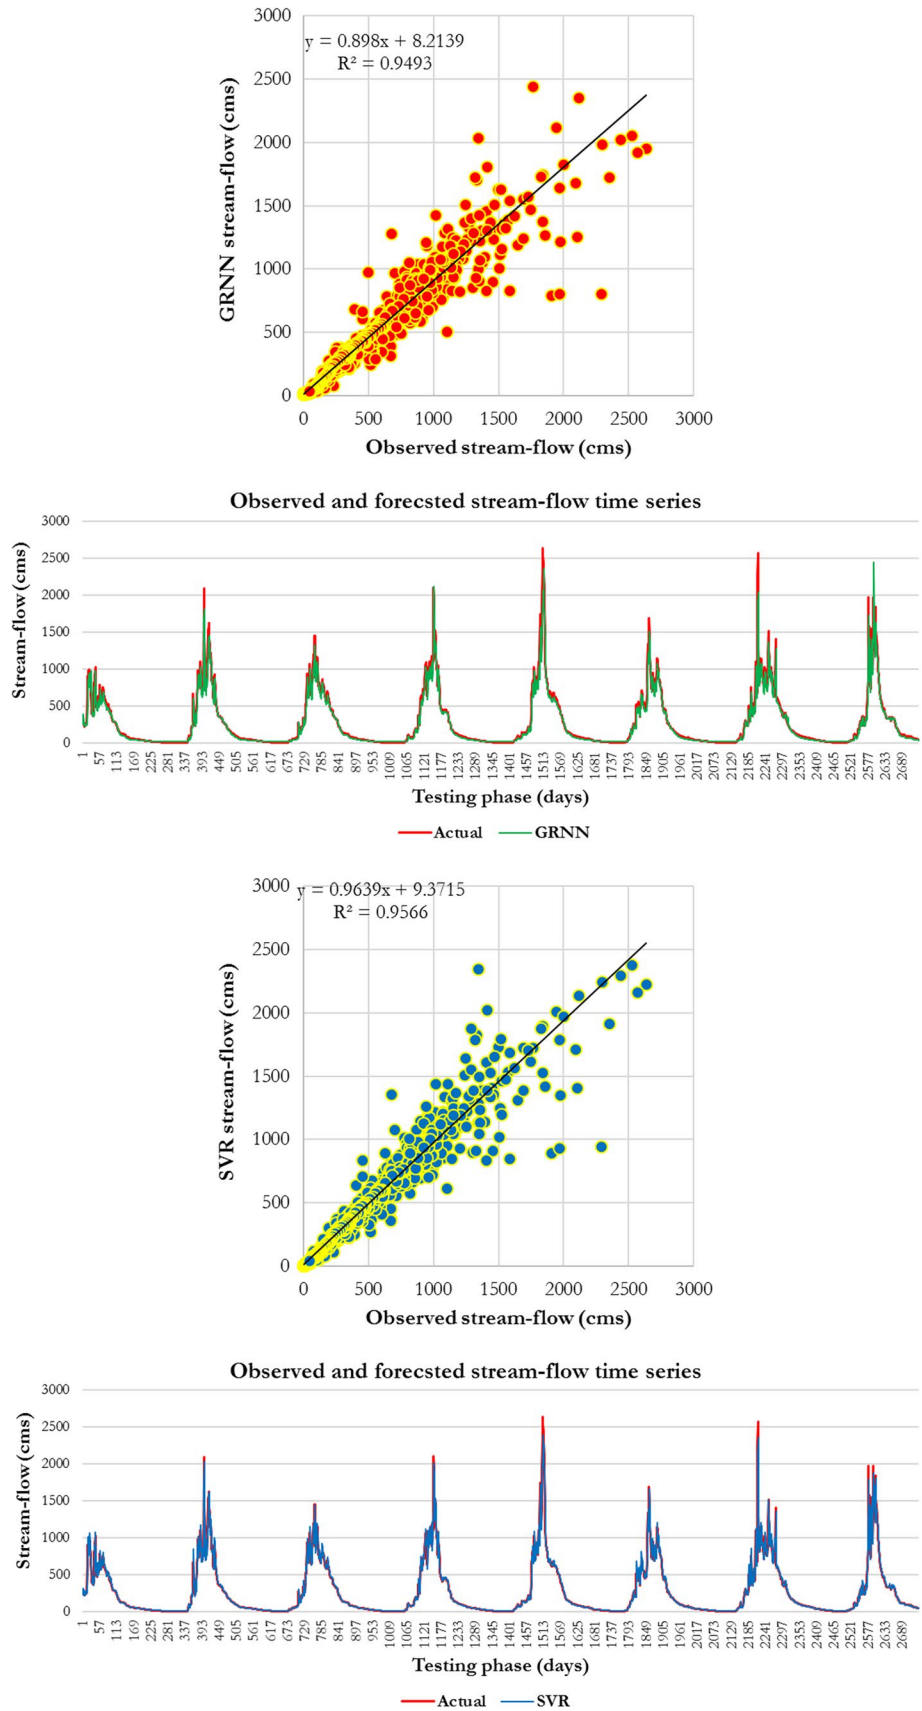 3000
y = 0.898x + 8.2139
R² = 0.9493
2500
2000
1500
1000
500
0
GRNN stream-flow (cms)
0 500 1000 1500 2000 2500 3000
Observed stream-flow (cms)
Observed and forecsted stream-flow time series
3000
2500
2000
1500
1000
500
0
Stream-flow (cms)
1 57 113 169 225 281 337 393 449 505 561 617 673 729 785 841 897 953 1009 1065 1121 1177 1233 1289 1345 1401 1457 1513 1569 1625 1681 1737 1793 1849 1905 1961 2017 2073 2129 2185 2241 2297 2353 2409 2465 2521 2577 2633 2689
Testing phase (days)
Actual GRNN
3000
y = 0.9639x + 9.3715
R² = 0.9566
2500
2000
1500
1000
500
0
SVR stream-flow (cms)
0 500 1000 1500 2000 2500 3000
Observed stream-flow (cms)
Observed and forecsted stream-flow time series
3000
2500
2000
1500
1000
500
0
Stream-flow (cms)
1 57 113 169 225 281 337 393 449 505 561 617 673 729 785 841 897 953 1009 1065 1121 1177 1233 1289 1345 1401 1457 1513 1569 1625 1681 1737 1793 1849 1905 1961 2017 2073 2129 2185 2241 2297 2353 2409 2465 2521 2577 2633 2689
Testing phase (days)
Actual SVR